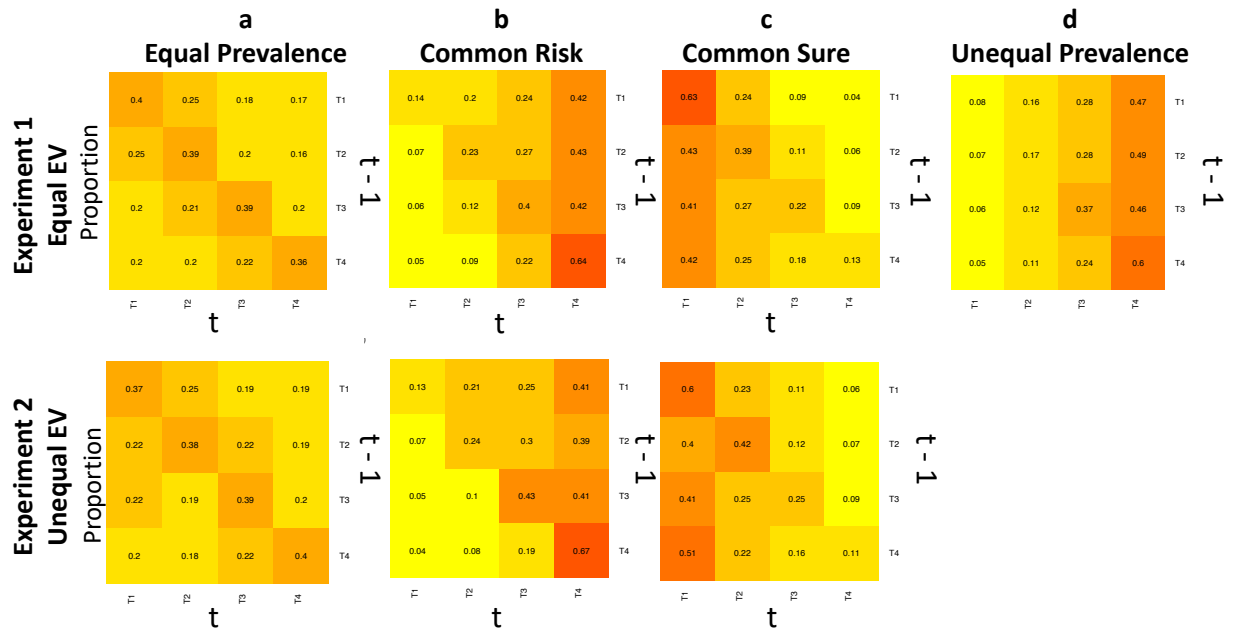 a b c d
Equal Prevalence Common Risk Common Sure Unequal Prevalence
Experiment 1
Equal EV
Proportion
0.4 0.25 0.18 0.17 T1
0.25 0.39 0.2 0.16 T2
0.2 0.21 0.39 0.2 T3
0.2 0.2 0.22 0.36 T4
T1 T2 T3 T4
t
t - 1
0.14 0.2 0.24 0.42 T1
0.07 0.23 0.27 0.43 T2
0.06 0.12 0.4 0.42 T3
0.05 0.09 0.22 0.64 T4
T1 T2 T3 T4
t
t - 1
0.63 0.24 0.09 0.04 T1
0.43 0.39 0.11 0.06 T2
0.41 0.27 0.22 0.09 T3
0.42 0.25 0.18 0.13 T4
T1 T2 T3 T4
t
t - 1
0.08 0.16 0.28 0.47 T1
0.07 0.17 0.28 0.49 T2
0.06 0.12 0.37 0.46 T3
0.05 0.11 0.24 0.6 T4
T1 T2 T3 T4
t
t - 1
Experiment 2
Unequal EV
Proportion
0.37 0.25 0.19 0.19 T1
0.22 0.38 0.22 0.19 T2
0.22 0.19 0.39 0.2 T3
0.2 0.18 0.22 0.4 T4
T1 T2 T3 T4
t
t - 1
0.13 0.21 0.25 0.41 T1
0.07 0.24 0.3 0.39 T2
0.05 0.1 0.43 0.41 T3
0.04 0.08 0.19 0.67 T4
T1 T2 T3 T4
t
t - 1
0.6 0.23 0.11 0.06 T1
0.4 0.42 0.12 0.07 T2
0.41 0.25 0.25 0.09 T3
0.51 0.22 0.16 0.11 T4
T1 T2 T3 T4
t
t - 1